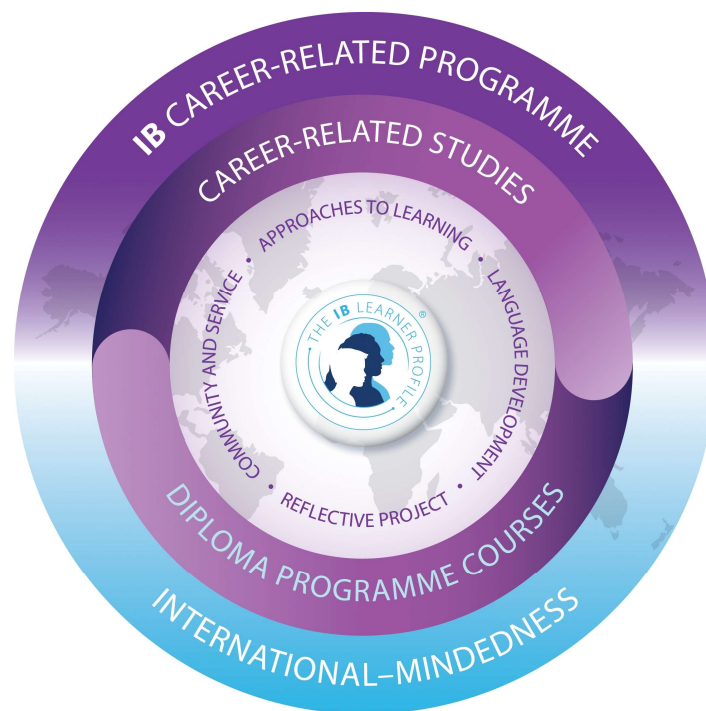 IB CAREER-RELATED PROGRAMME
CAREER-RELATED STUDIES
APPROACHES TO LEARNING •
LANGUAGE DEVELOPMENT •
REFLECTIVE PROJECT •
COMMUNITY AND SERVICE •
THE IB LEARNER PROFILE ®
DIPLOMA PROGRAMME COURSES
INTERNATIONAL–MINDEDNESS